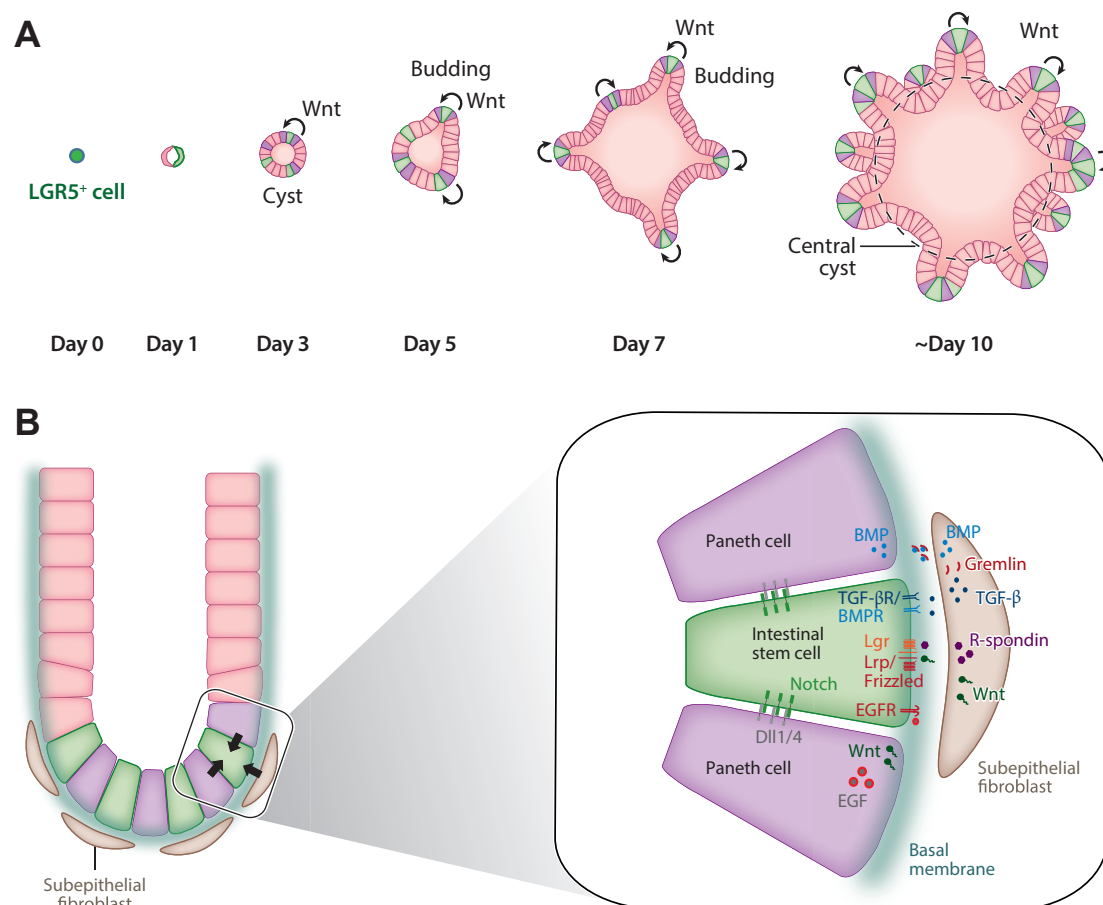 A
Wnt
Budding
Wnt
Wnt
Budding
Wnt
LGR5⁺ cell
Cyst
Central
cyst
Day 0
Day 1
Day 3
Day 5
Day 7
~Day 10
B
Paneth cell
BMP
BMP
Gremlin
TGF-βR/
BMPR
TGF-β
Intestinal
stem cell
Lgr
Lrp/
Frizzled
R-spondin
Wnt
Notch
EGFR
Dll1/4
Paneth cell
Wnt
EGF
Subepithelial
fibroblast
Basal
membrane
Subepithelial
fibroblast